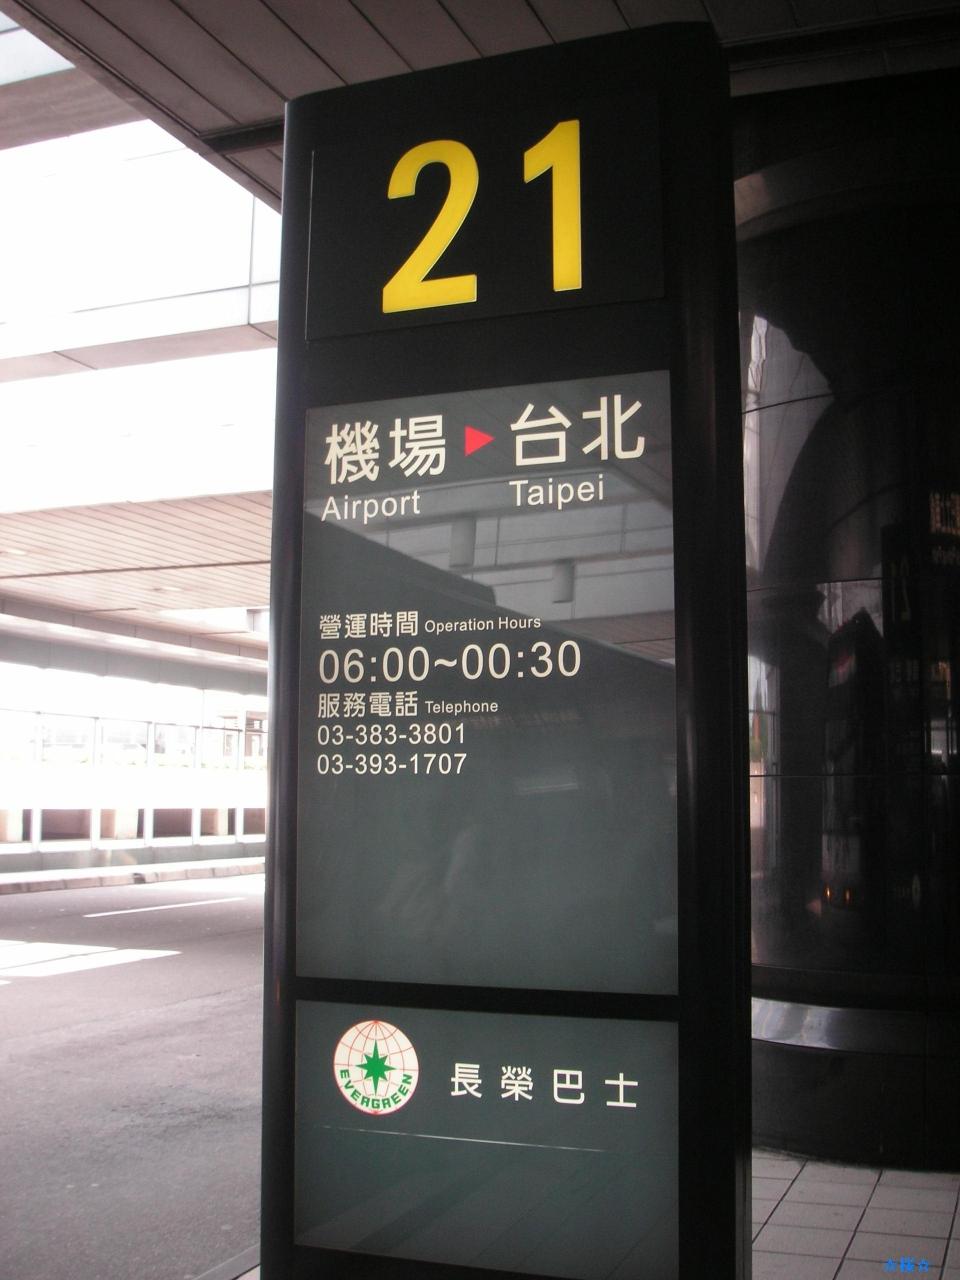 21
機場 ▶ 台北
Airport Taipei
營運時間 Operation Hours
06:00~00:30
服務電話 Telephone
03-383-3801
03-393-1707
EVERGREEN
長榮巴士